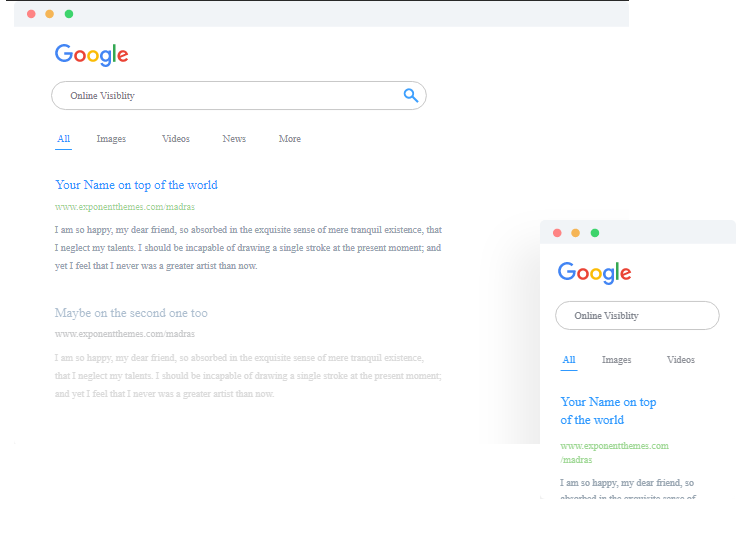 Google
Online Visiblity
All Images Videos News More
Your Name on top of the world
www.exponentthemes.com/madras
I am so happy, my dear friend, so absorbed in the exquisite sense of mere tranquil existence, that
I neglect my talents. I should be incapable of drawing a single stroke at the present moment; and
yet I feel that I never was a greater artist than now.
Maybe on the second one too
www.exponentthemes.com/madras
I am so happy, my dear friend, so absorbed in the exquisite sense of mere tranquil existence,
that I neglect my talents. I should be incapable of drawing a single stroke at the present moment;
and yet I feel that I never was a greater artist than now.
Google
Online Visiblity
All Images Videos
Your Name on top
of the world
www.exponentthemes.com
/madras
I am so happy, my dear friend, so
absorbed in the exquisite sense of